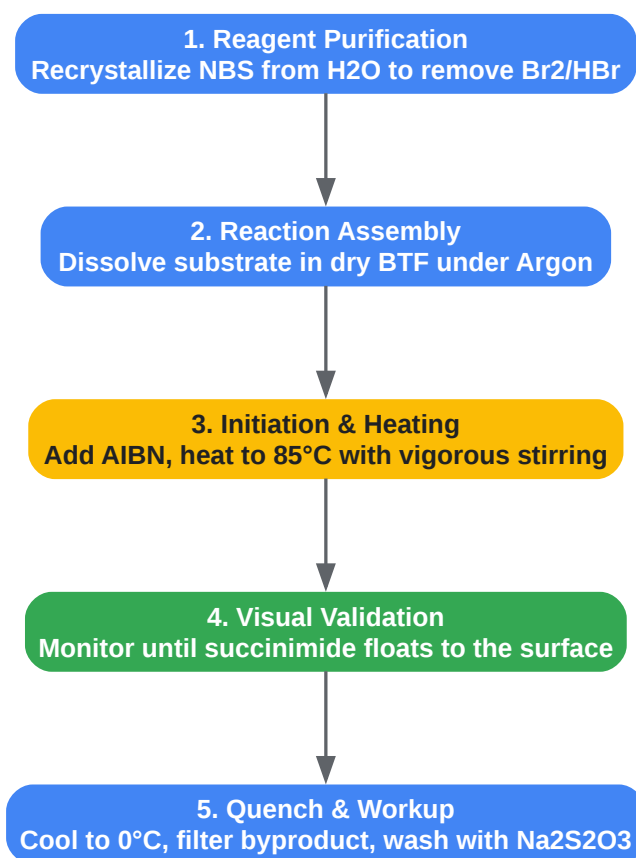 1. Reagent Purification
Recrystallize NBS from H2O to remove Br2/HBr
2. Reaction Assembly
Dissolve substrate in dry BTF under Argon
3. Initiation & Heating
Add AIBN, heat to 85°C with vigorous stirring
4. Visual Validation
Monitor until succinimide floats to the surface
5. Quench & Workup
Cool to 0°C, filter byproduct, wash with Na2S2O3